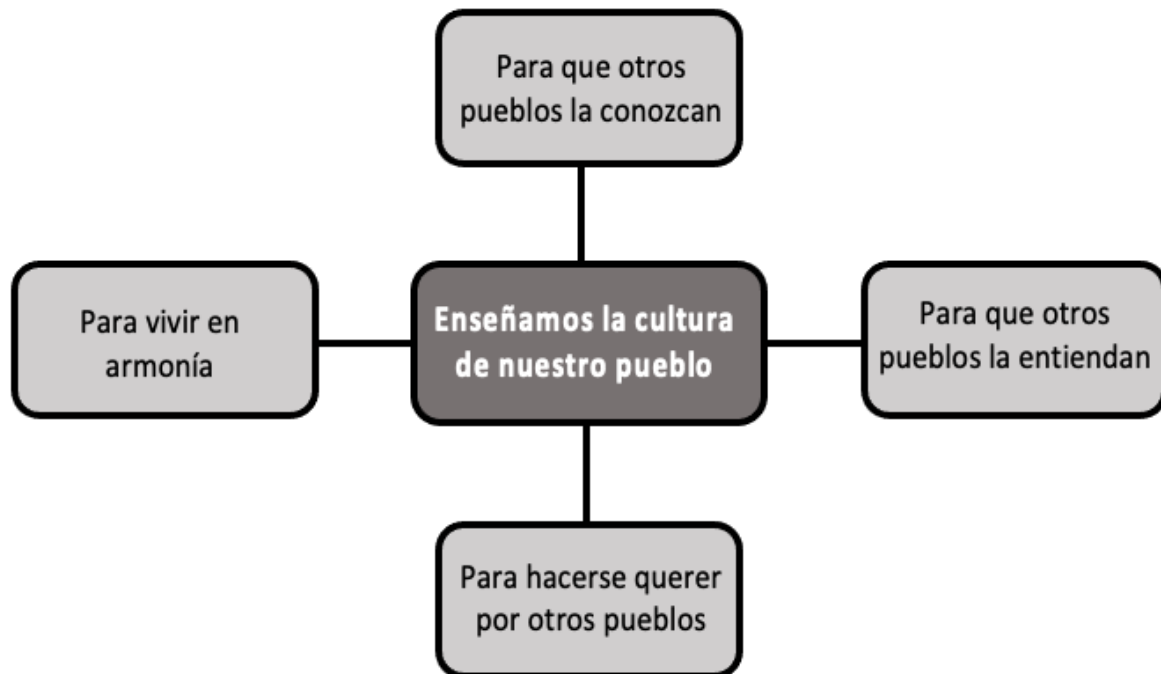 Para que otros
pueblos la conozcan
Para vivir en
armonía
Enseñamos la cultura
de nuestro pueblo
Para que otros
pueblos la entiendan
Para hacerse querer
por otros pueblos